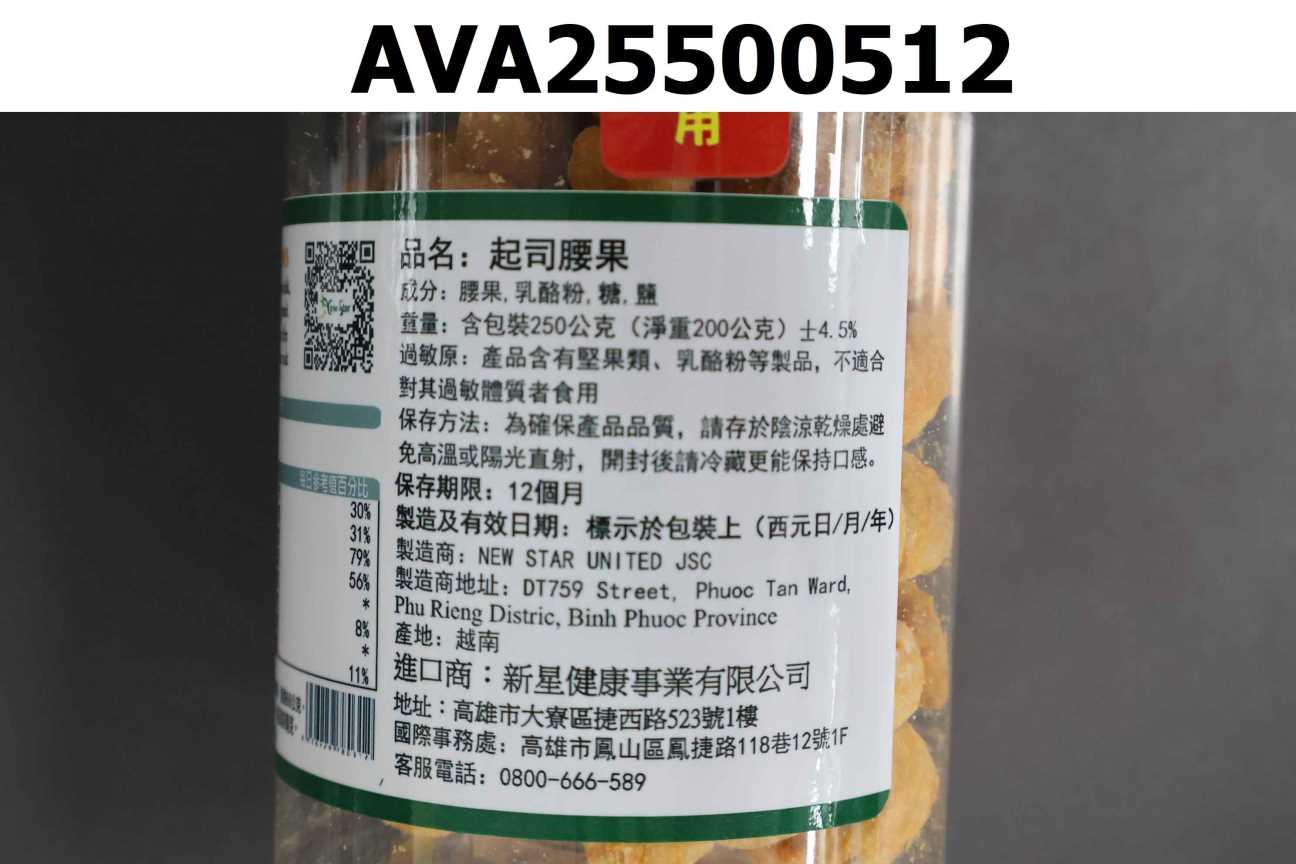 AVA25500512
用
品名：起司腰果
成分：腰果,乳酪粉,糖,鹽
重量：含包裝250公克（淨重200公克）±4.5%
過敏原：產品含有堅果類、乳酪粉等製品，不適合
對其過敏體質者食用
保存方法：為確保產品品質，請存於陰涼乾燥處避
免高溫或陽光直射，開封後請冷藏更能保持口感。
保存期限：12個月
製造及有效日期：標示於包裝上（西元日/月/年）
製造商：NEW STAR UNITED JSC
製造商地址：DT759 Street, Phuoc Tan Ward,
Phu Rieng Distric, Binh Phuoc Province
產地：越南
進口商：新星健康事業有限公司
地址：高雄市大寮區捷西路523號1樓
國際事務處：高雄市鳳山區鳳捷路118巷12號1F
客服電話：0800-666-589
每日參考值百分比
30%
31%
79%
56%
*
8%
*
11%